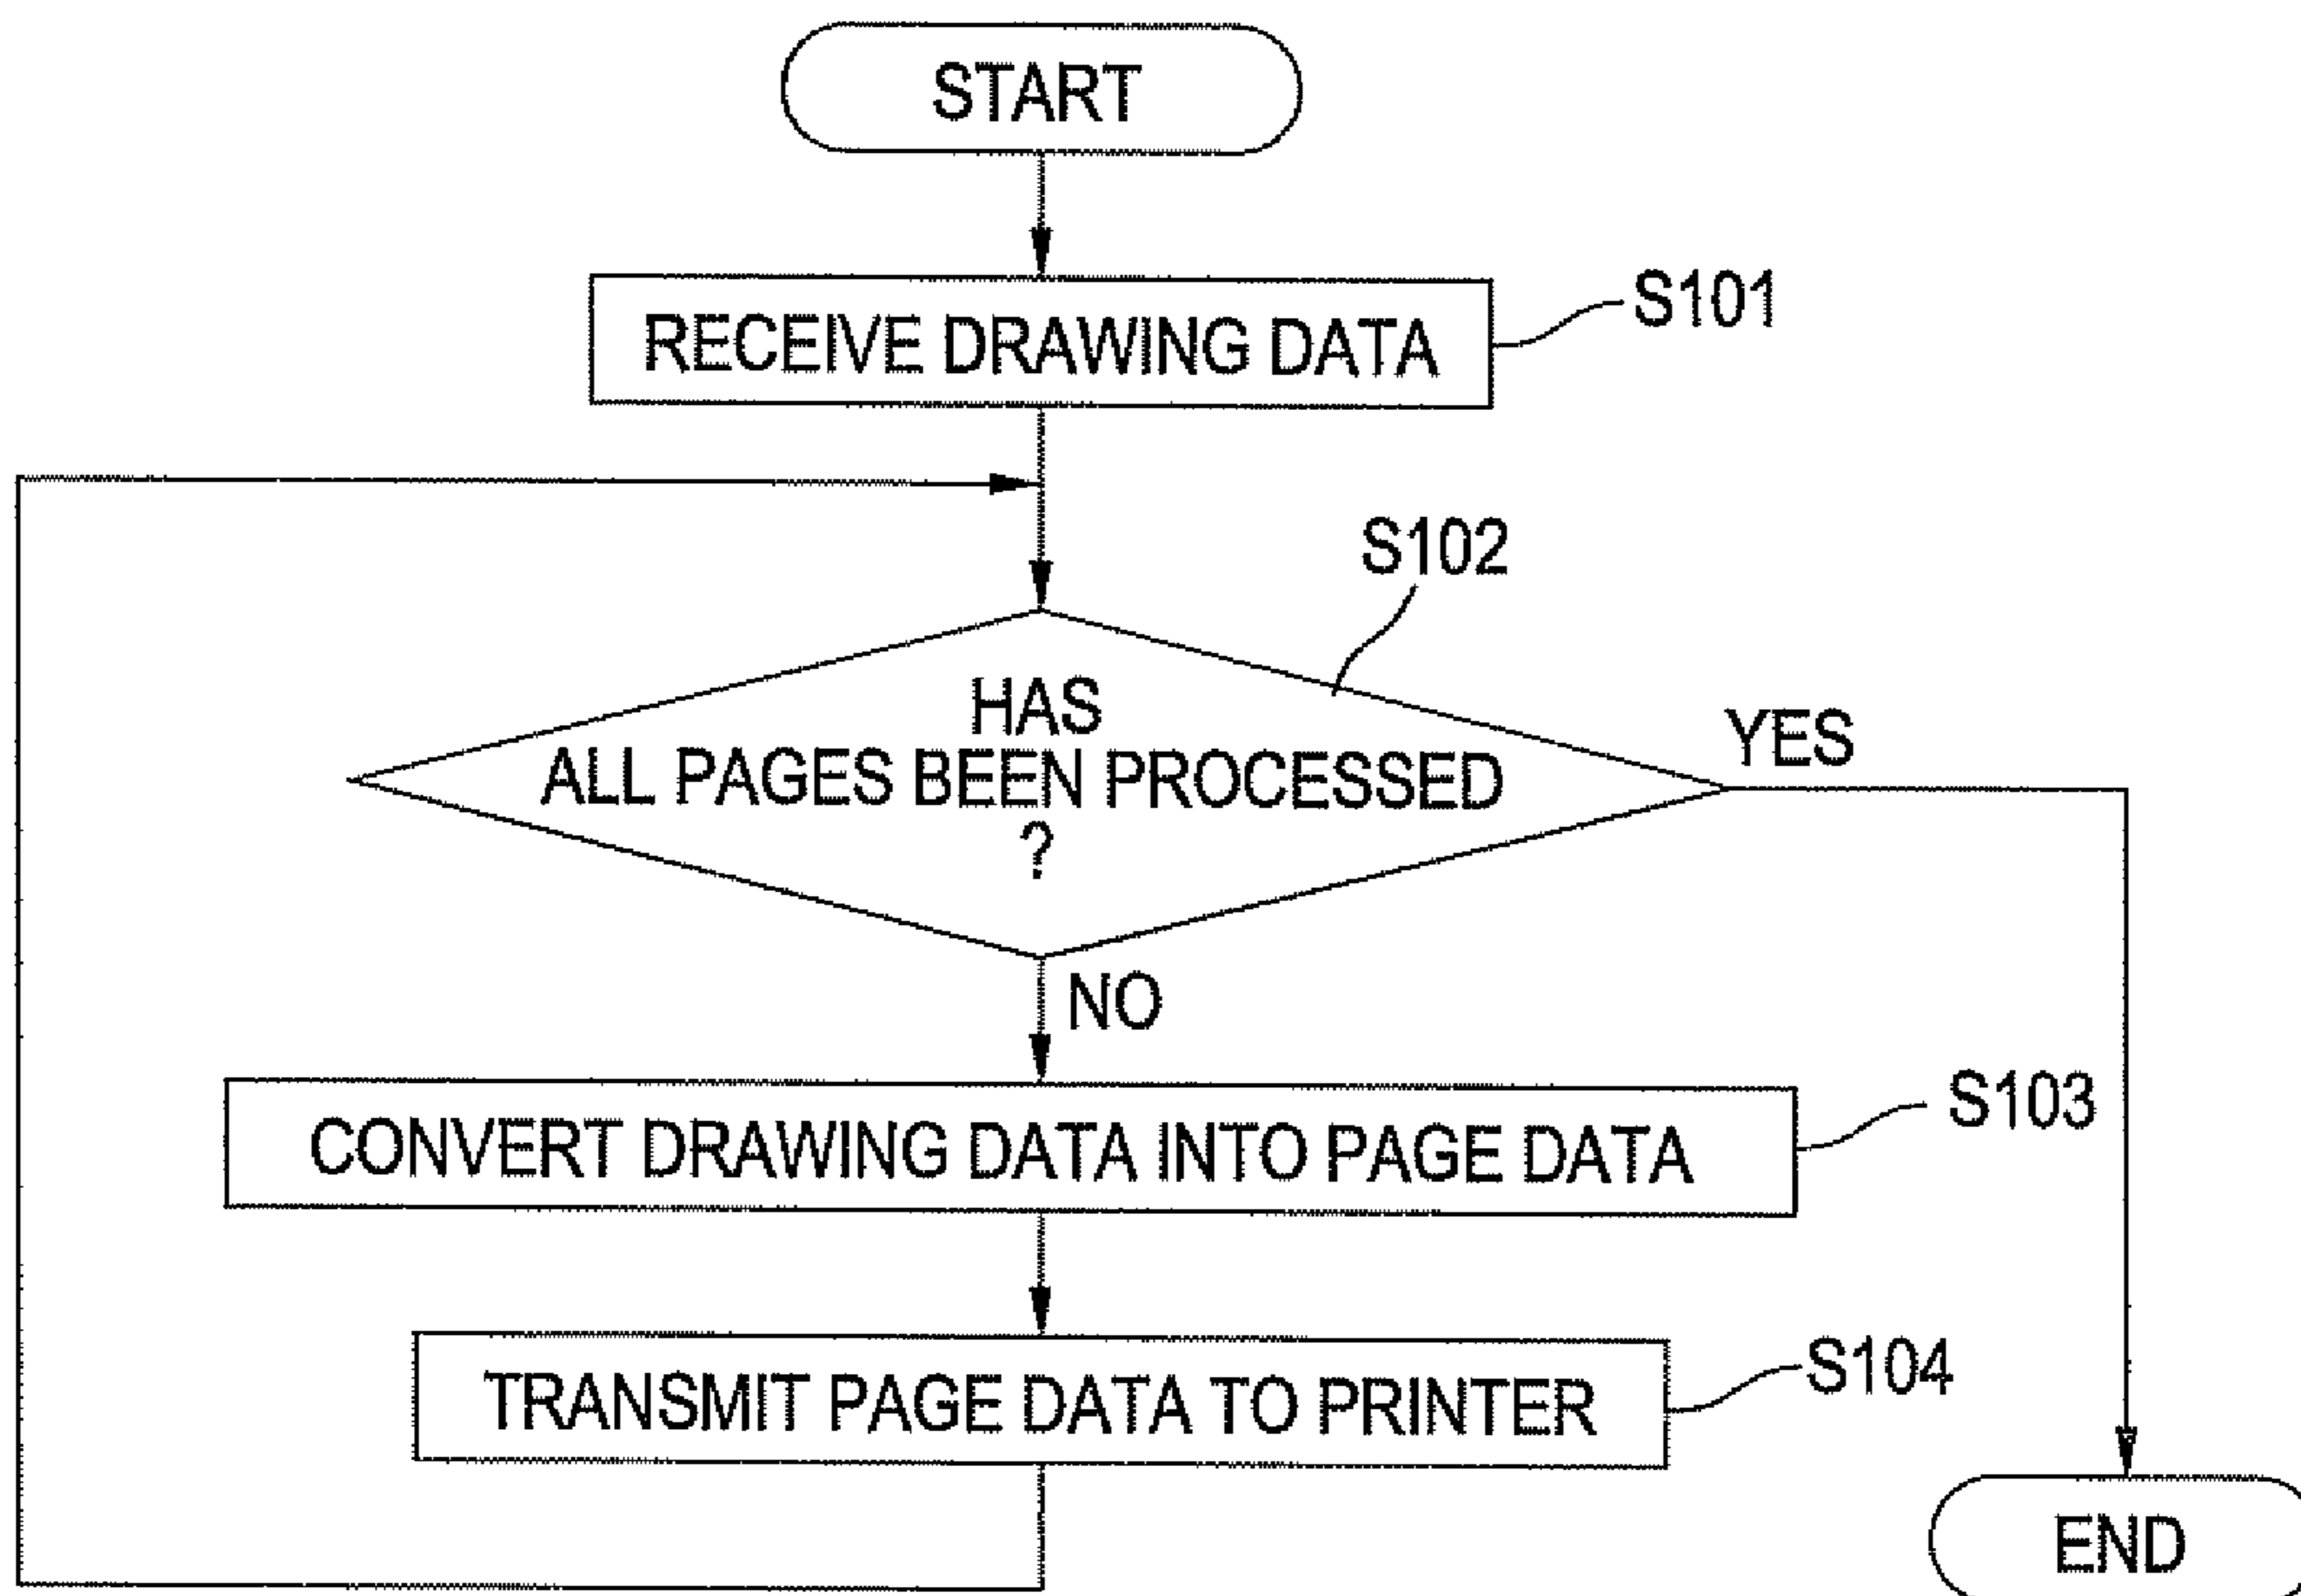 START
RECEIVE DRAWING DATA
S101
S102
HAS
ALL PAGES BEEN PROCESSED
?
YES
NO
CONVERT DRAWING DATA INTO PAGE DATA
S103
TRANSMIT PAGE DATA TO PRINTER
S104
END